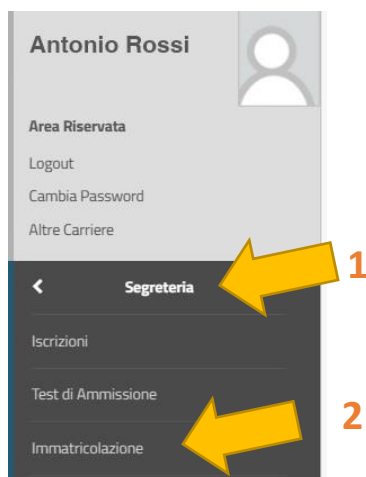 Antonio Rossi
Area Riservata
Logout
Cambia Password
Altre Carriere
1
Segreteria
Iscrizioni
Test di Ammissione
2
Immatricolazione